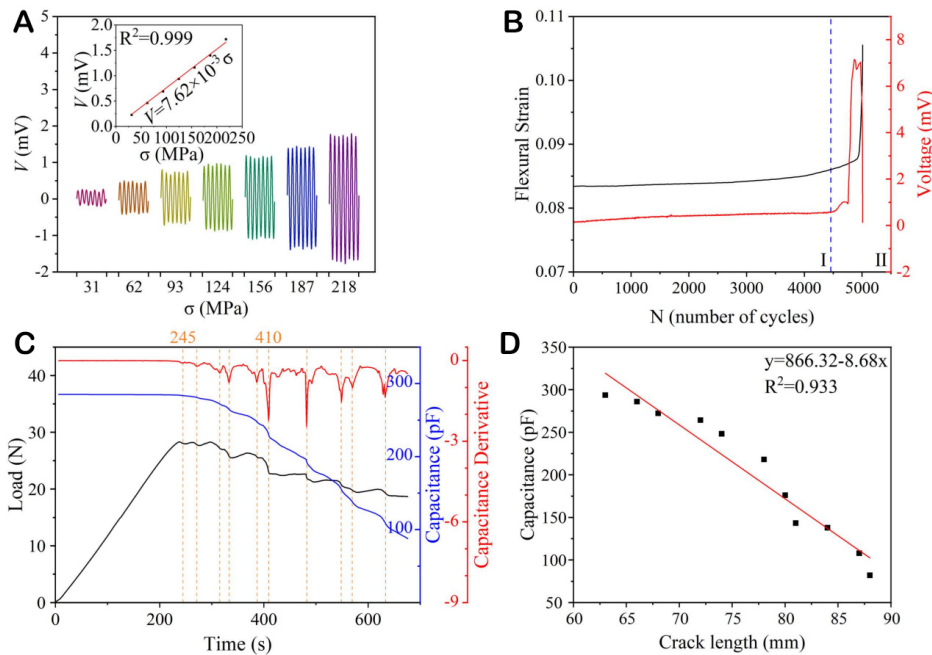 A
V (mV)
5
4
3
2
1
0
-1
-2
R²=0.999
V (mV)
2.0
1.5
1.0
0.5
0.0
V=7.62×10⁻³σ
0 50 100 150 200 250
σ (MPa)
31 62 93 124 156 187 218
σ (MPa)
B
Flexural Strain
0.11
0.10
0.09
0.08
0.07
I II
0 1000 2000 3000 4000 5000
N (number of cycles)
8
6
4
2
0
-2
Voltage (mV)
C
245 410
Load (N)
40
30
20
10
0
0 200 400 600
Time (s)
300
200
100
Capacitance (pF)
0
-3
-6
-9
Capacitance Derivative
D
y=866.32-8.68x
R²=0.933
Capacitance (pF)
350
300
250
200
150
100
50
60 65 70 75 80 85 90
Crack length (mm)